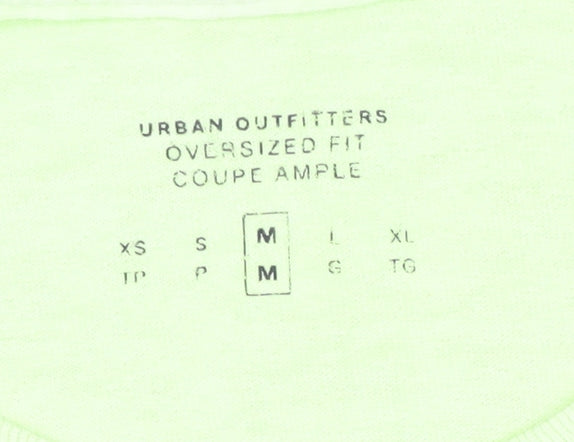 URBAN OUTFITTERS
OVERSIZED FIT
COUPE AMPLE
XS S M L XL
TP P M G TG